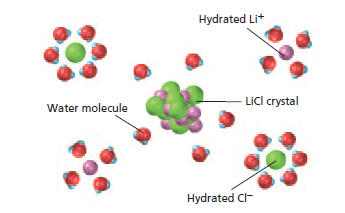 Hydrated Li⁺
LiCl crystal
Water molecule
Hydrated Cl⁻